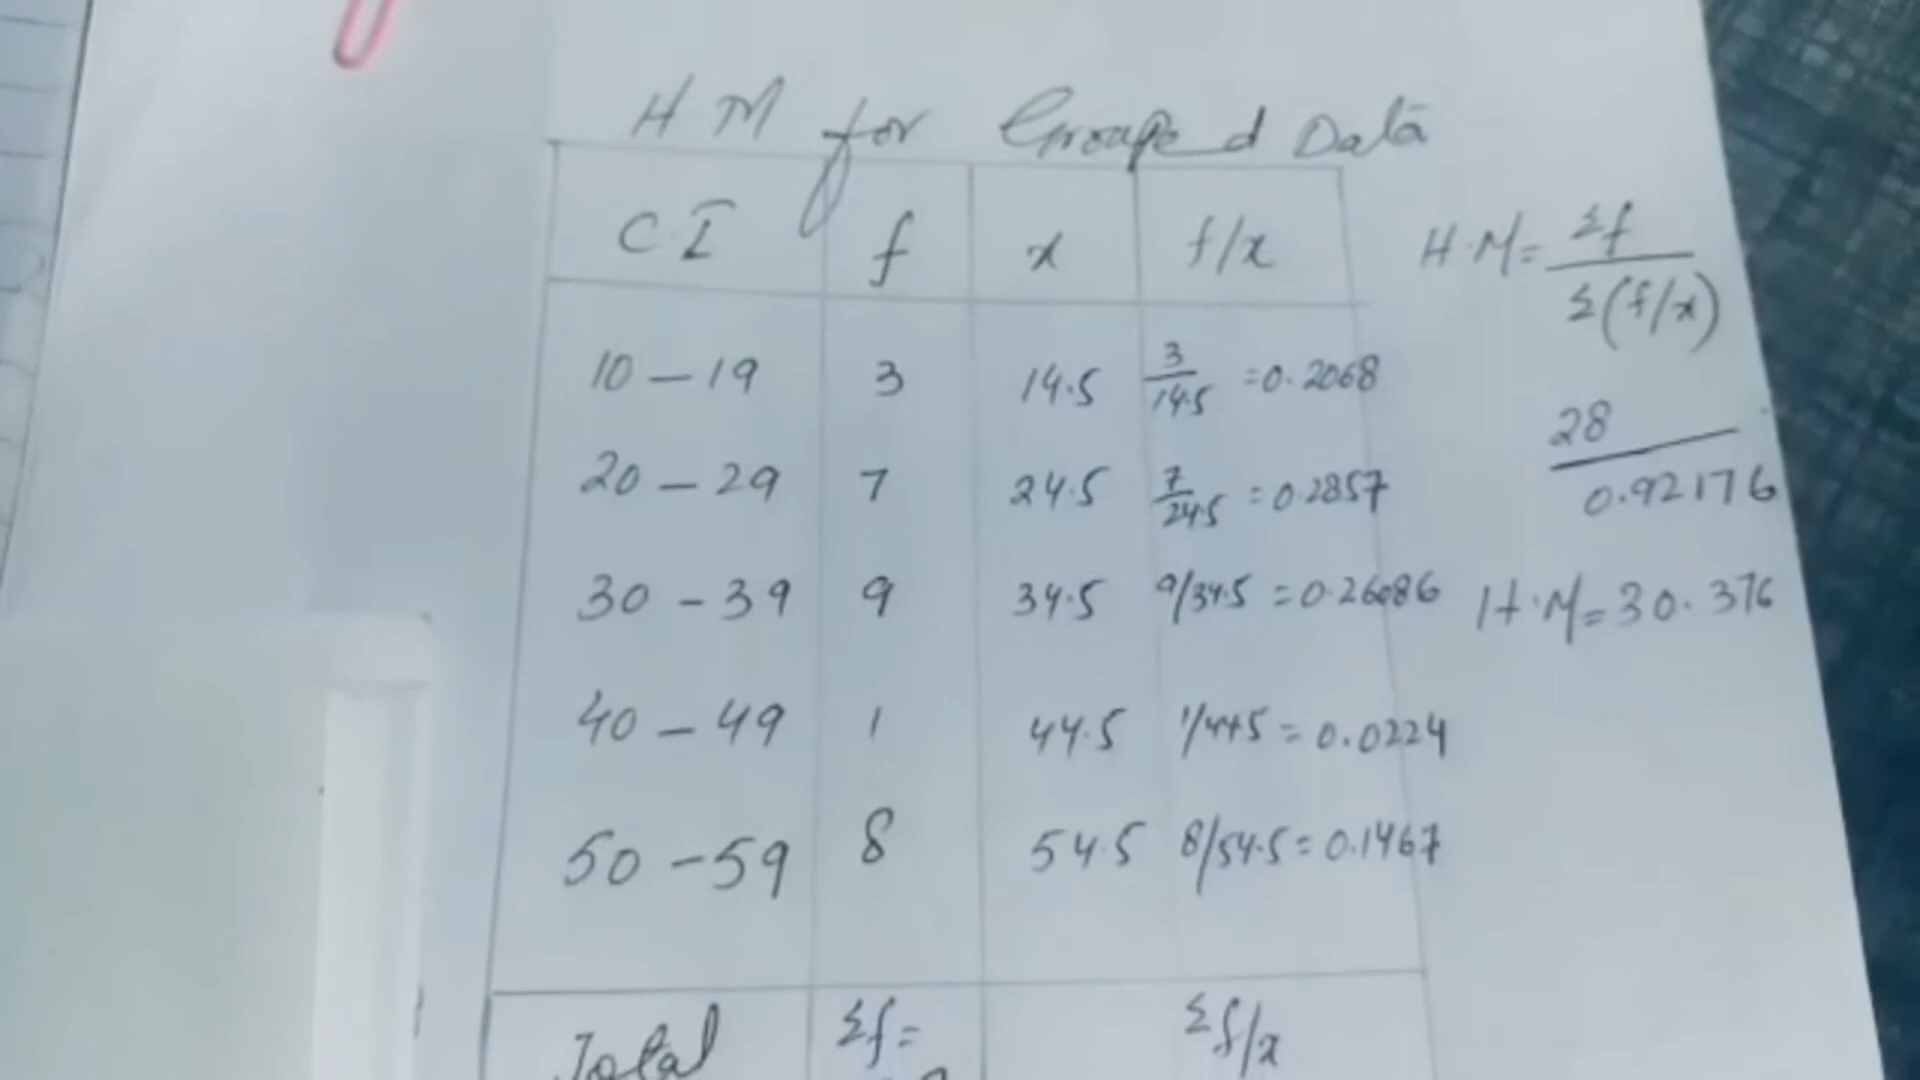 H M for Grouped Data
C.I f x f/x
H.M = Σf / Σ(f/x)
10 — 19 3 14.5 3/14.5 = 0.2068
28 / 0.92176
20 — 29 7 24.5 7/24.5 = 0.2857
30 - 39 9 34.5 9/34.5 = 0.26086
H.M = 30.376
40 — 49 1 44.5 1/44.5 = 0.0224
50 - 59 8 54.5 8/54.5 = 0.1467
Total Σf = Σf/x